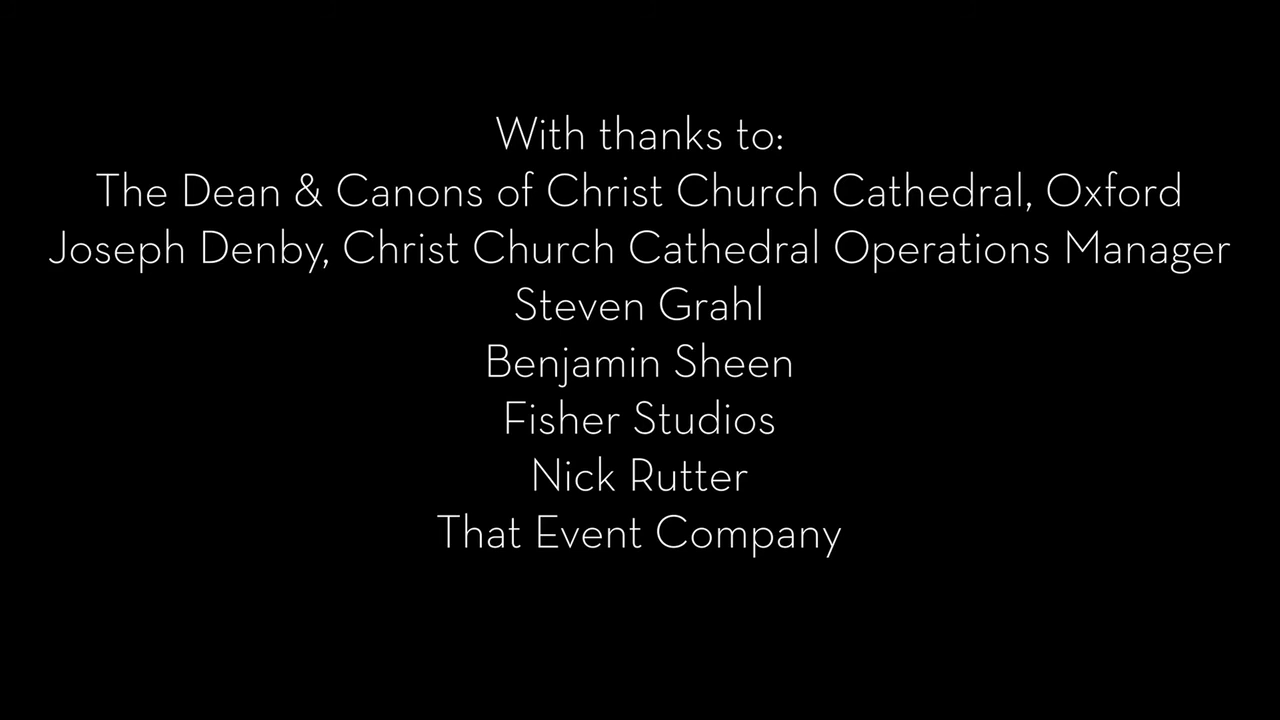 With thanks to:
The Dean & Canons of Christ Church Cathedral, Oxford
Joseph Denby, Christ Church Cathedral Operations Manager
Steven Grahl
Benjamin Sheen
Fisher Studios
Nick Rutter
That Event Company